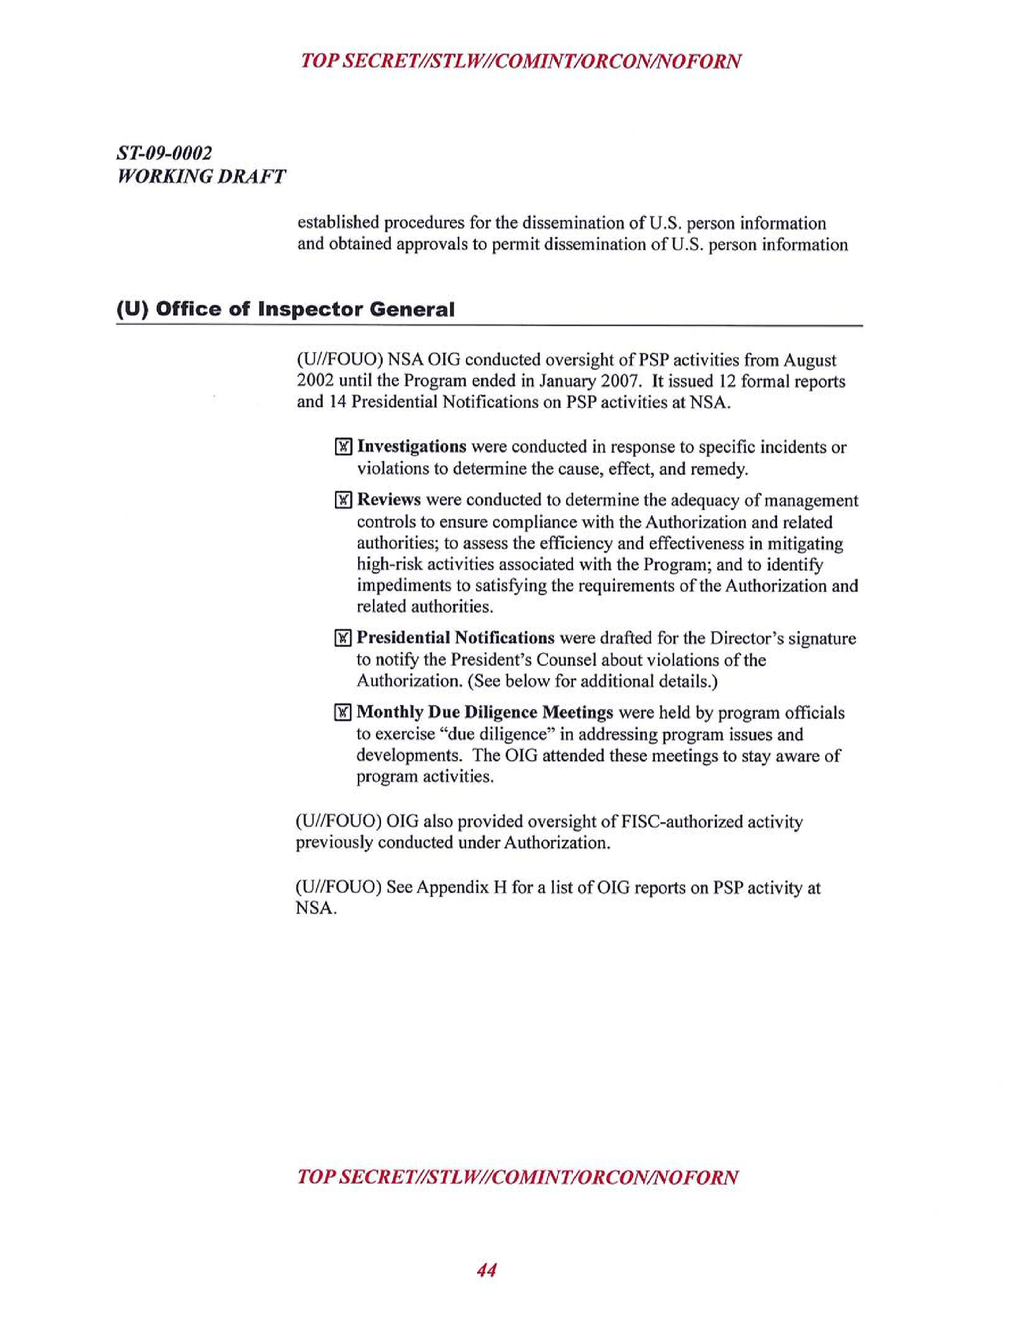 TOP SECRET//STLW//COMINT/ORCON/NOFORN
ST-09-0002
WORKING DRAFT
established procedures for the dissemination of U.S. person information
and obtained approvals to permit dissemination of U.S. person information
(U) Office of Inspector General
(U//FOUO) NSA OIG conducted oversight of PSP activities from August
2002 until the Program ended in January 2007. It issued 12 formal reports
and 14 Presidential Notifications on PSP activities at NSA.
Investigations were conducted in response to specific incidents or
violations to determine the cause, effect, and remedy.
Reviews were conducted to determine the adequacy of management
controls to ensure compliance with the Authorization and related
authorities; to assess the efficiency and effectiveness in mitigating
high-risk activities associated with the Program; and to identify
impediments to satisfying the requirements of the Authorization and
related authorities.
Presidential Notifications were drafted for the Director's signature
to notify the President's Counsel about violations of the
Authorization. (See below for additional details.)
Monthly Due Diligence Meetings were held by program officials
to exercise “due diligence” in addressing program issues and
developments. The OIG attended these meetings to stay aware of
program activities.
(U//FOUO) OIG also provided oversight of FISC-authorized activity
previously conducted under Authorization.
(U//FOUO) See Appendix H for a list of OIG reports on PSP activity at
NSA.
TOP SECRET//STLW//COMINT/ORCON/NOFORN
44